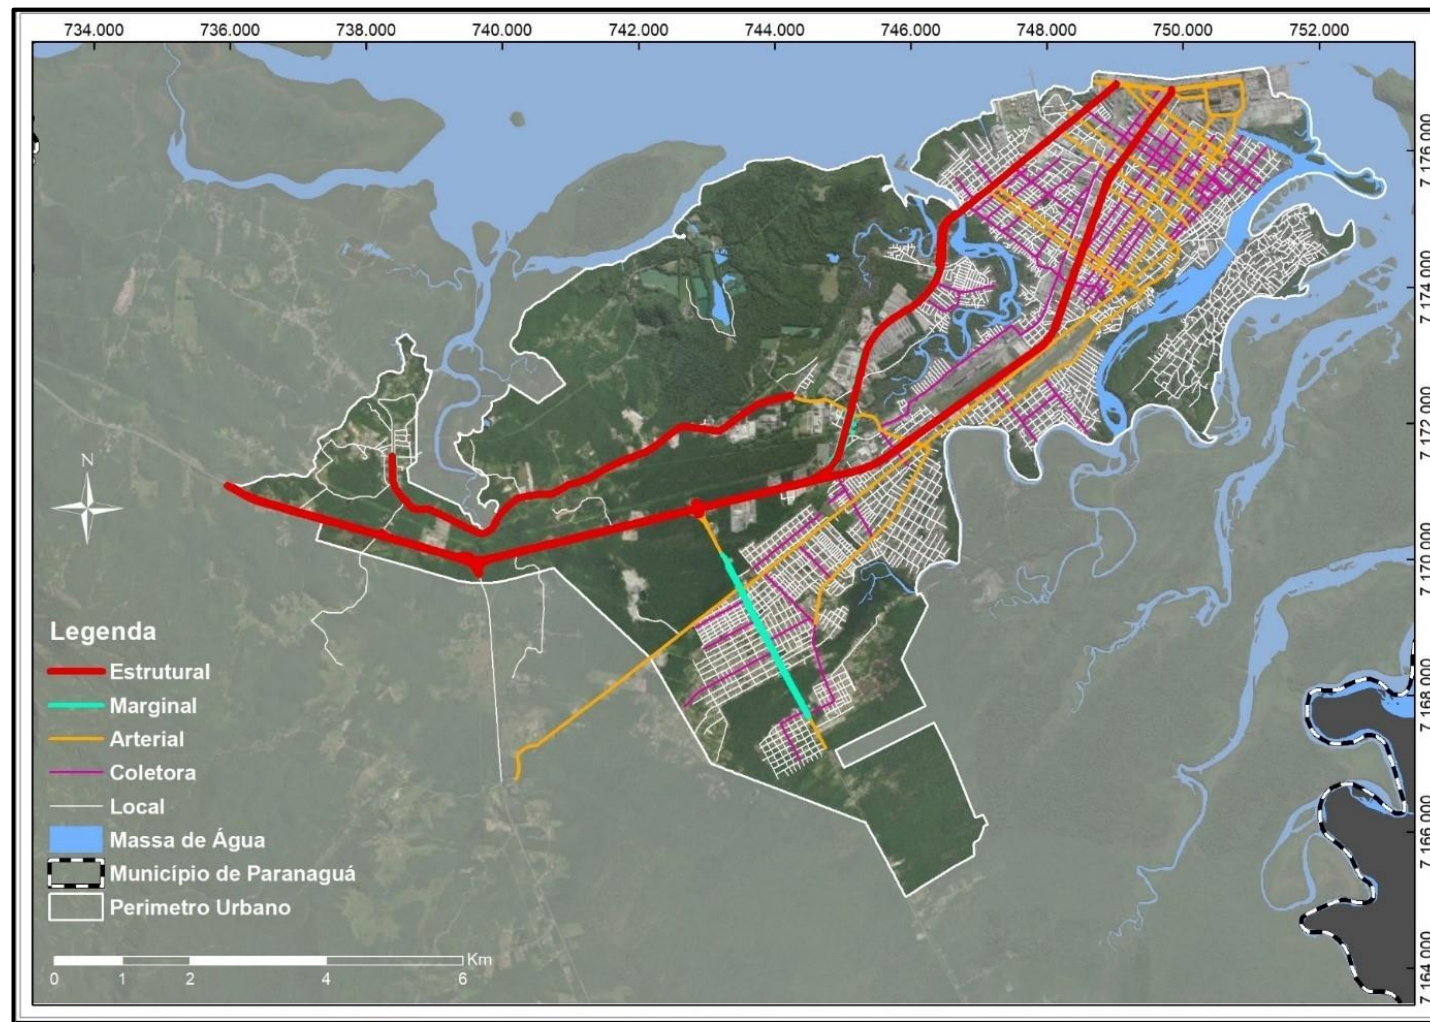 734.000 736.000 738.000 740.000 742.000 744.000 746.000 748.000 750.000 752.000
7.176.000
7.174.000
7.172.000
7.170.000
7.168.000
7.166.000
7.164.000
N
Legenda
Estrutural
Marginal
Arterial
Coletora
Local
Massa de Água
Município de Paranaguá
Perimetro Urbano
Km
0 1 2 4 6